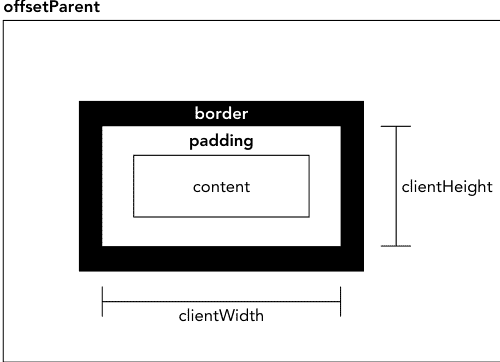 offsetParent
border
padding
content
clientHeight
clientWidth